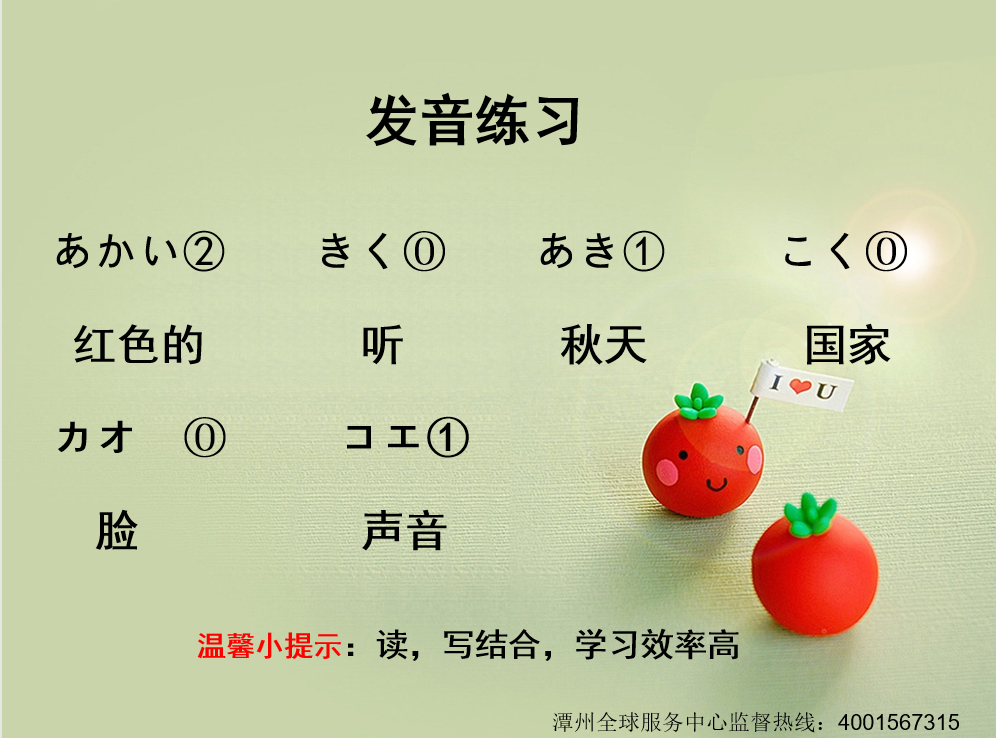 发音练习
あかい② きく⓪ あき① こく⓪
红色的 听 秋天 国家
I ❤ U
カオ ⓪ コエ①
脸 声音
温馨小提示：读，写结合，学习效率高
潭州全球服务中心监督热线：4001567315